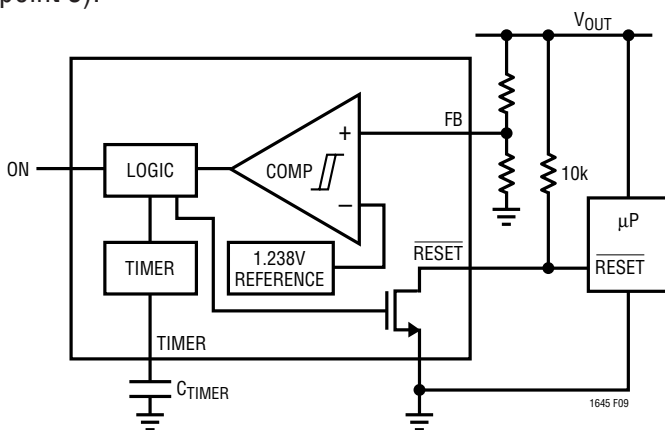 point 3).
VOUT
FB
ON
LOGIC
COMP
+
−
10k
µP
RESET
RESET
1.238V
REFERENCE
TIMER
TIMER
CTIMER
1645 F09